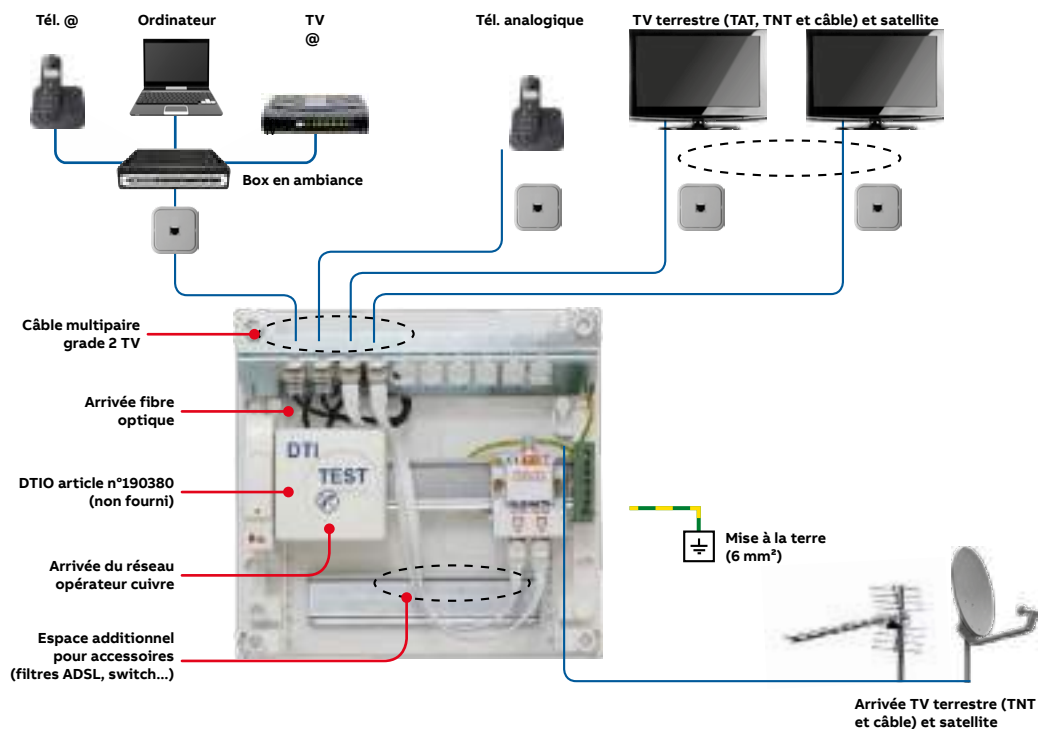 Tél. @
Ordinateur
TV
@
Tél. analogique
TV terrestre (TAT, TNT et câble) et satellite
Box en ambiance
Câble multipaire
grade 2 TV
Arrivée fibre
optique
DTI
TEST
DTIO article n°190380
(non fourni)
Mise à la terre
(6 mm²)
Arrivée du réseau
opérateur cuivre
Espace additionnel
pour accessoires
(filtres ADSL, switch...)
Arrivée TV terrestre (TNT
et câble) et satellite